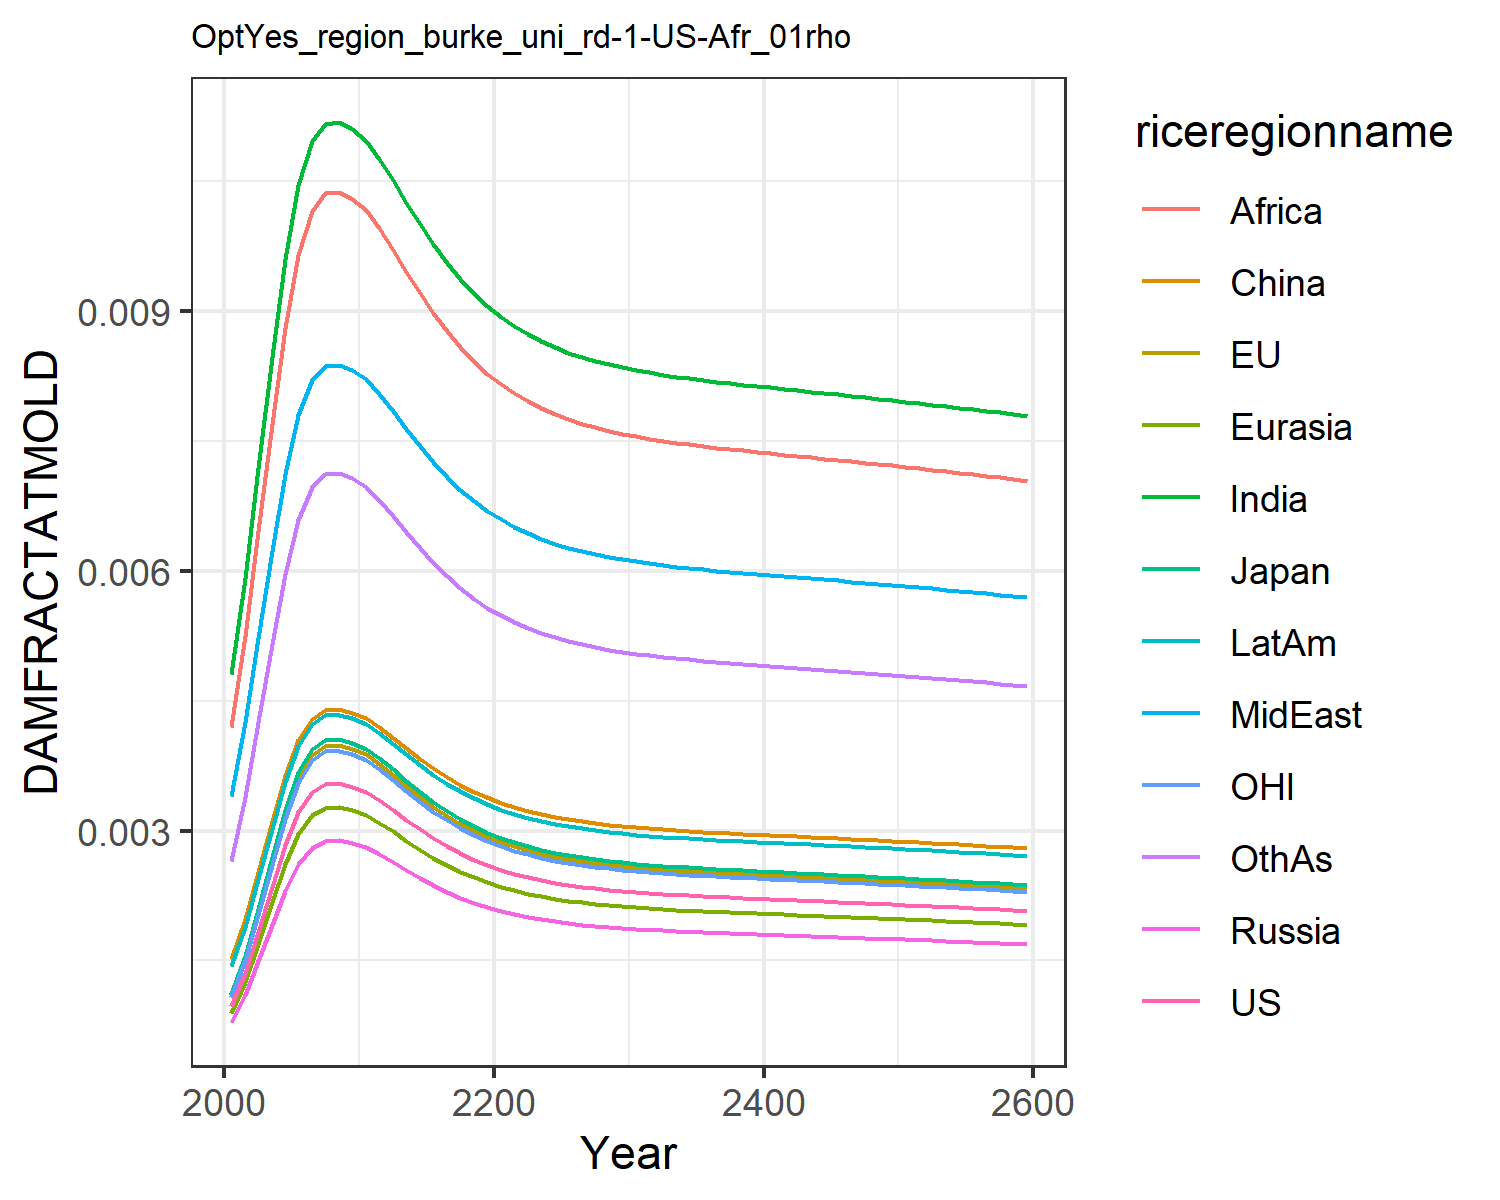 OptYes_region_burke_uni_rd-1-US-Afr_01rho
DAMFRACTATMOLD
0.009
0.006
0.003
2000 2200 2400 2600
Year
riceregionname
Africa
China
EU
Eurasia
India
Japan
LatAm
MidEast
OHI
OthAs
Russia
US